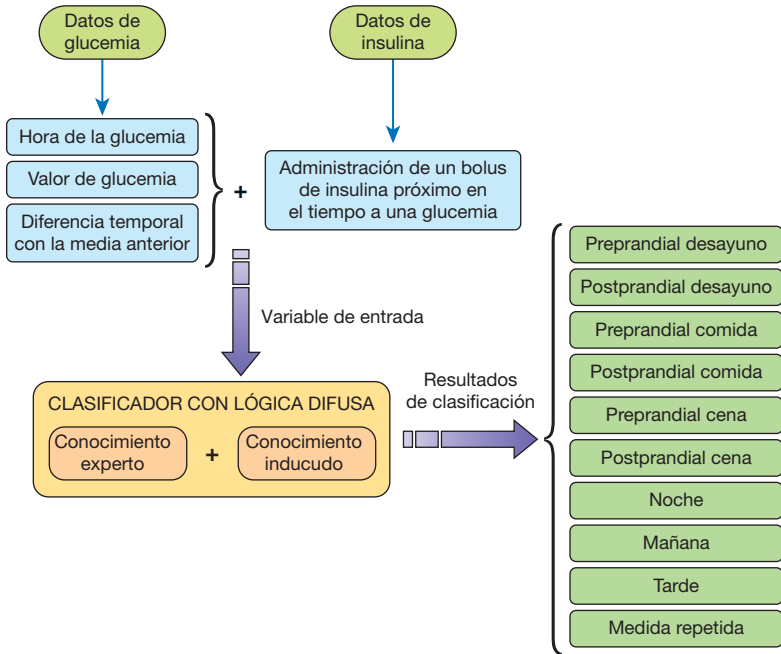 Datos de
glucemia
Datos de
insulina
Hora de la glucemia
Valor de glucemia
Diferencia temporal
con la media anterior
+
Administración de un bolus
de insulina próximo en
el tiempo a una glucemia
Variable de entrada
CLASIFICADOR CON LÓGICA DIFUSA
Conocimiento
experto
+
Conocimiento
inducudo
Resultados
de clasificación
Preprandial desayuno
Postprandial desayuno
Preprandial comida
Postprandial comida
Preprandial cena
Postprandial cena
Noche
Mañana
Tarde
Medida repetida